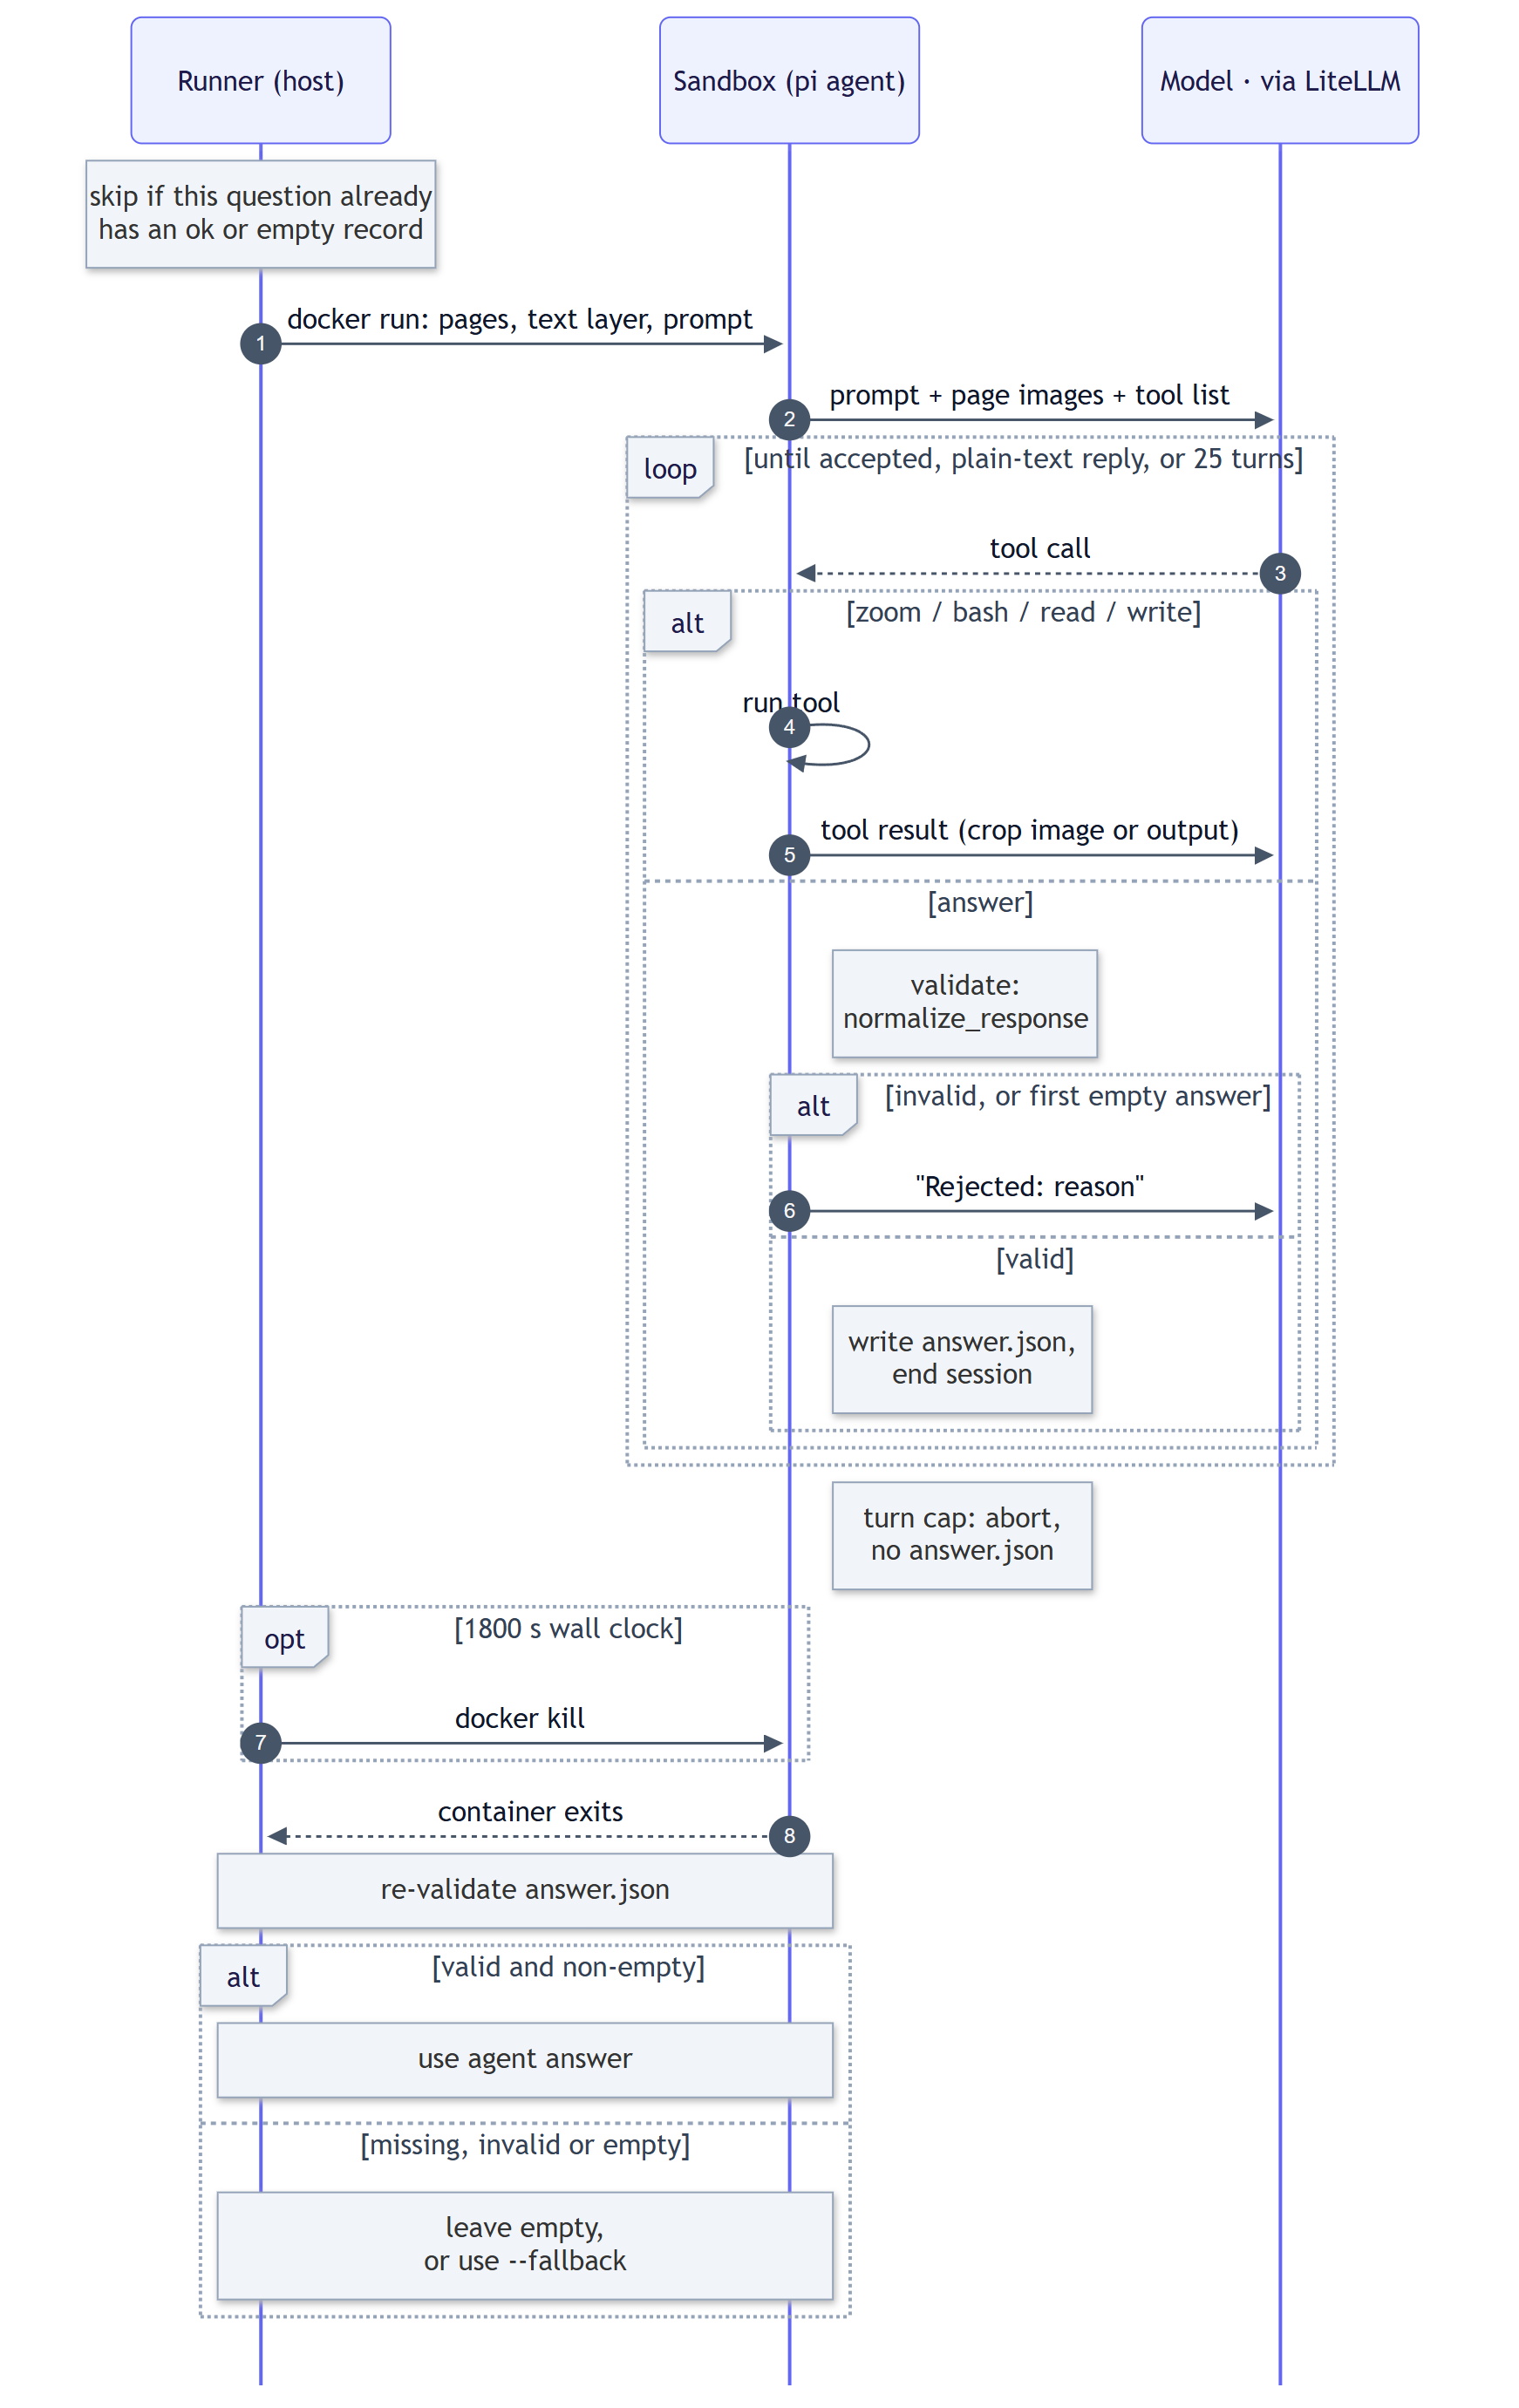 Runner (host)
Sandbox (pi agent)
Model · via LiteLLM
skip if this question already
has an ok or empty record
docker run: pages, text layer, prompt
1
prompt + page images + tool list
2
loop
[until accepted, plain-text reply, or 25 turns]
tool call
3
alt
[zoom / bash / read / write]
run tool
4
tool result (crop image or output)
5
[answer]
validate:
normalize_response
alt
[invalid, or first empty answer]
"Rejected: reason"
6
[valid]
write answer.json,
end session
turn cap: abort,
no answer.json
opt
[1800 s wall clock]
docker kill
7
container exits
8
re-validate answer.json
alt
[valid and non-empty]
use agent answer
[missing, invalid or empty]
leave empty,
or use --fallback